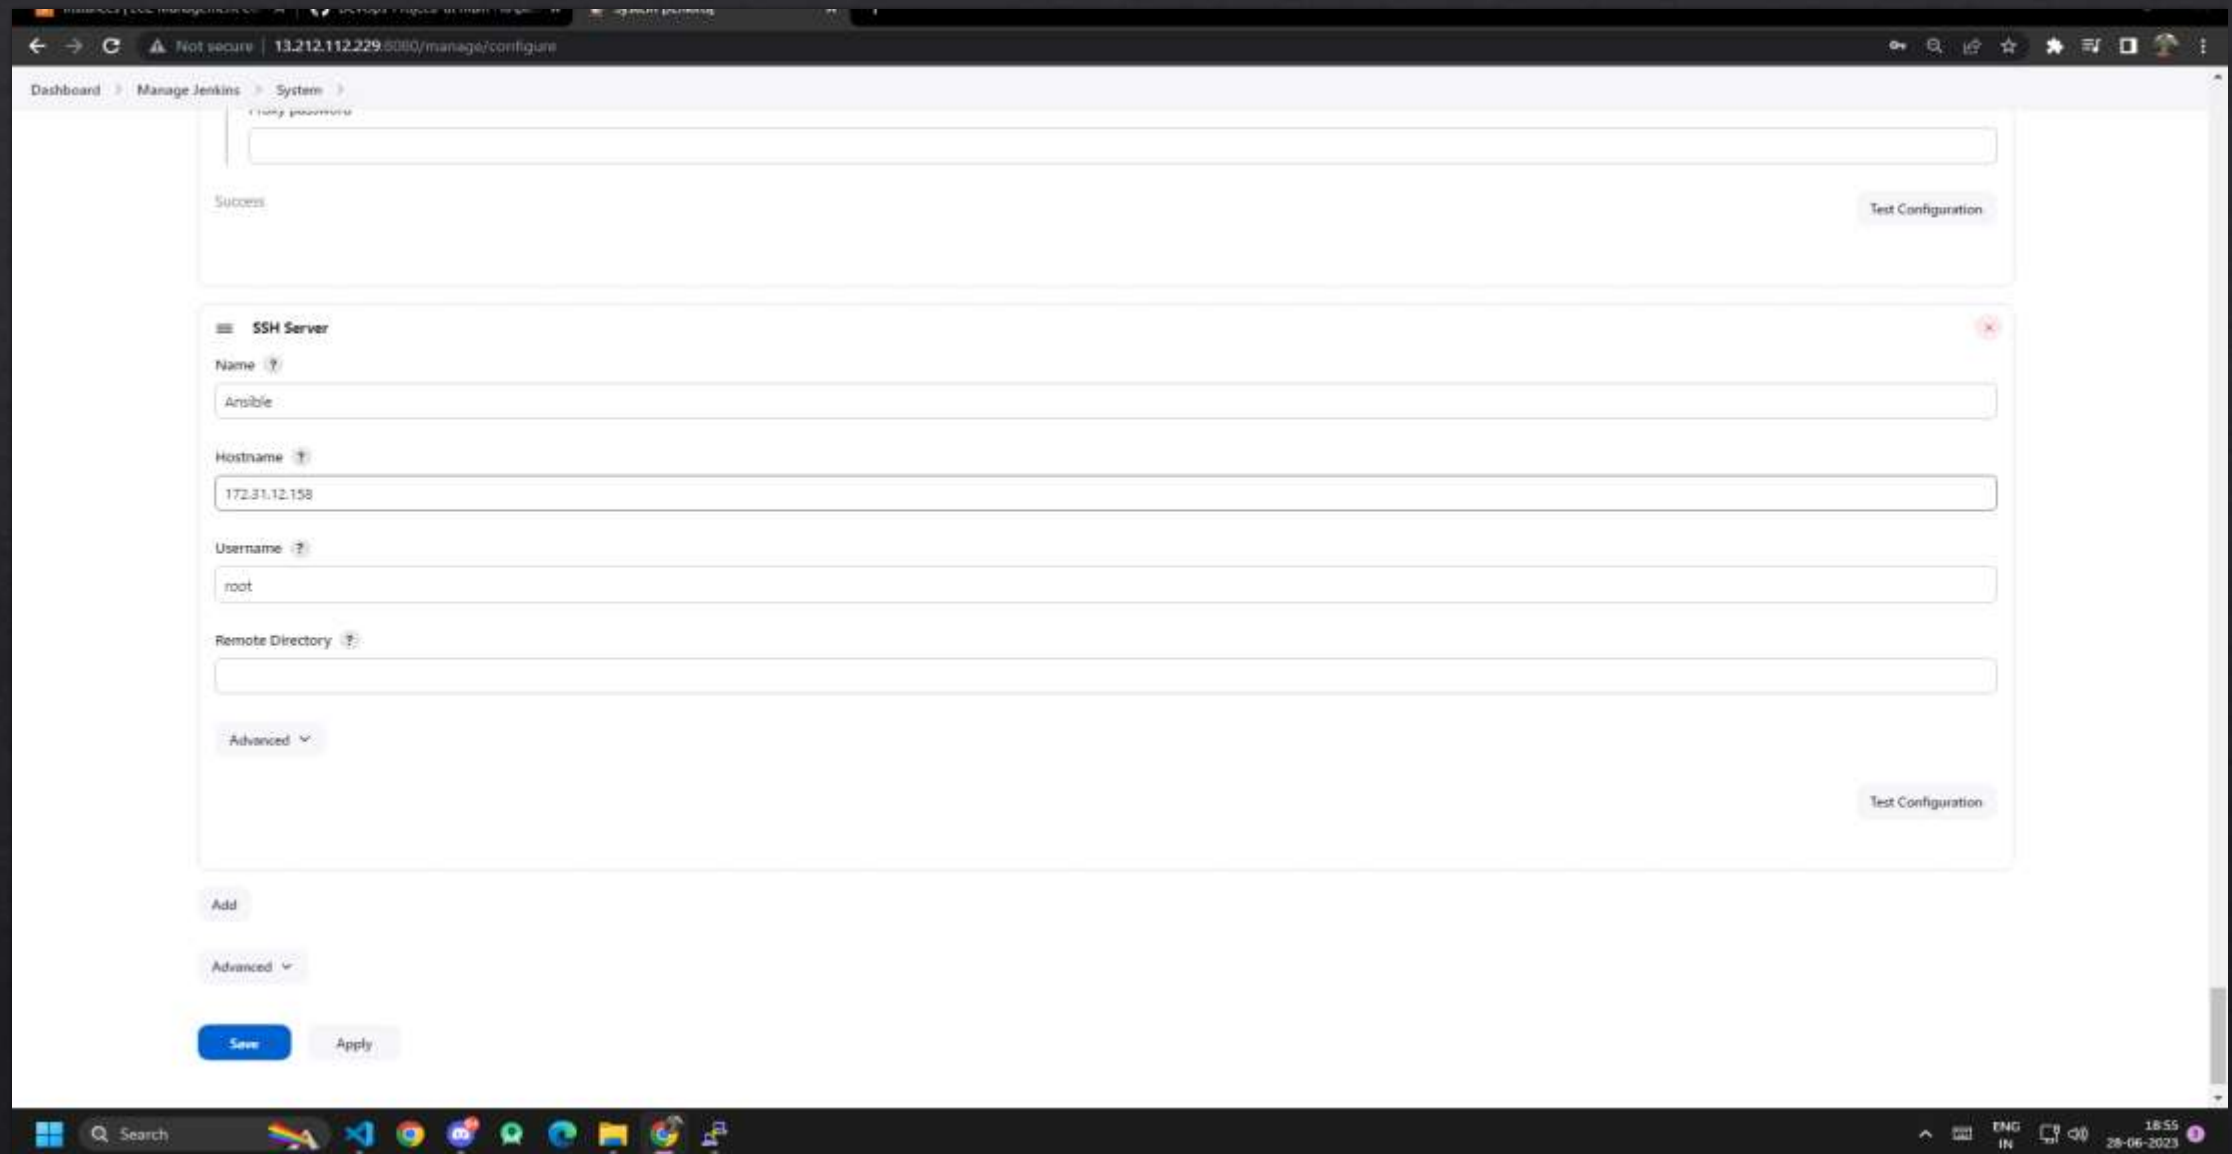 Not secure | 13.212.112.229:8080/manage/configure
Dashboard > Manage Jenkins > System >
Proxy password
Success
Test Configuration
SSH Server
Name ?
Ansible
Hostname ?
172.31.12.158
Username ?
root
Remote Directory ?
Advanced
Test Configuration
Add
Advanced
Save Apply
Search
ENG
IN
18:55
28-06-2023